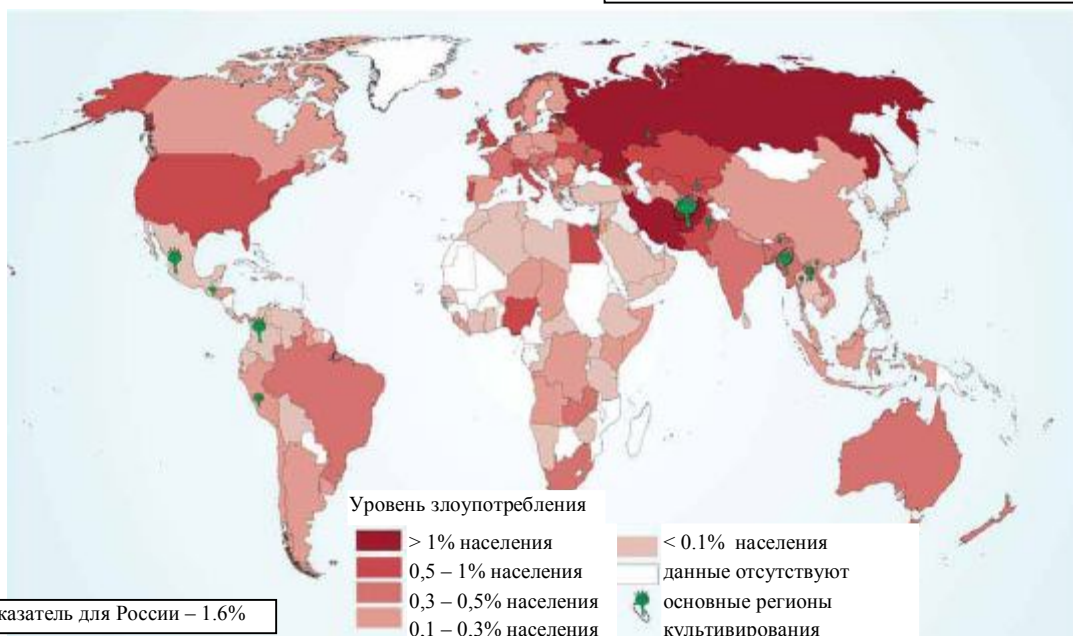 Уровень злоупотребления
> 1% населения
0,5 – 1% населения
0,3 – 0,5% населения
0,1 – 0,3% населения
< 0.1% населения
данные отсутствуют
основные регионы
культивирования
казатель для России – 1.6%